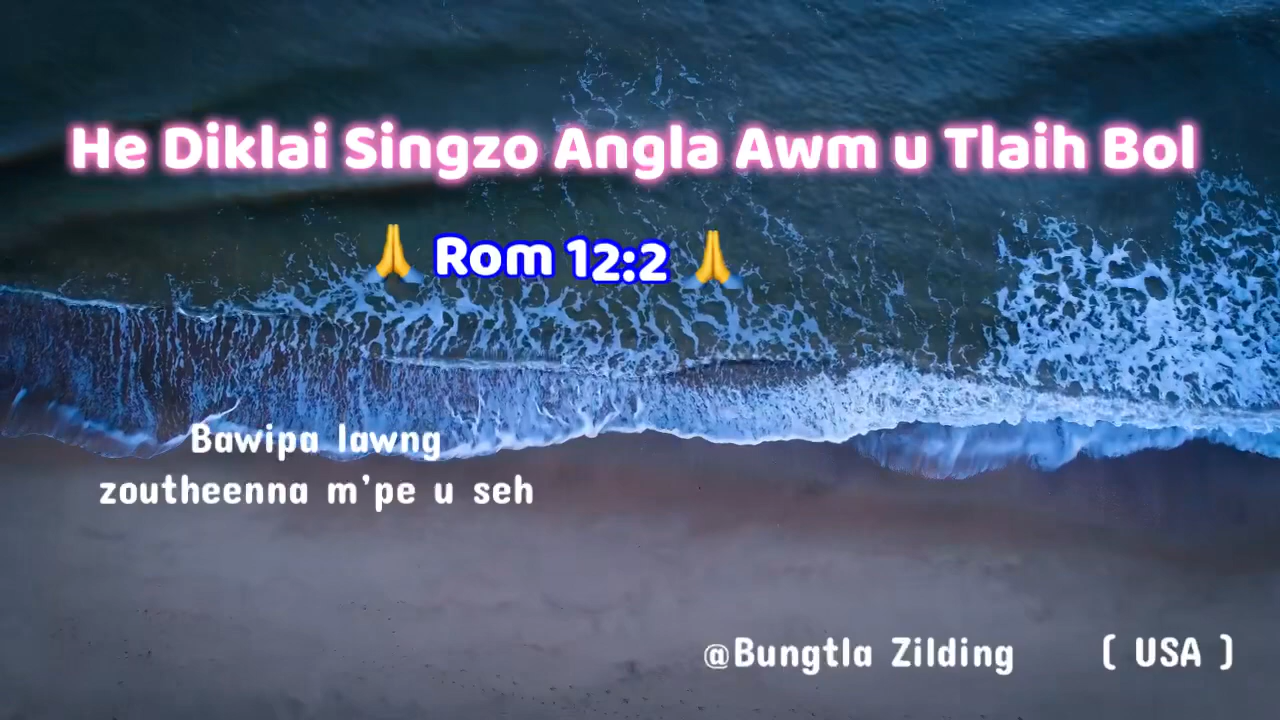 He Diklai Singzo Angla Awm u Tlaih Bol
🙏 Rom 12:2 🙏
Bawipa lawng
zoutheenna m'pe u seh
@Bungtla Zilding ( USA )